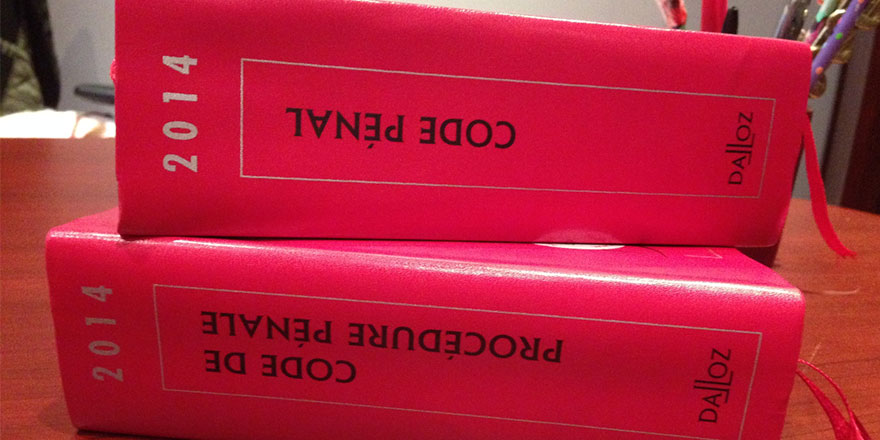 2014
CODE PÉNAL
DALLOZ
2014
CODE DE
PROCÉDURE PÉNALE
DALLOZ